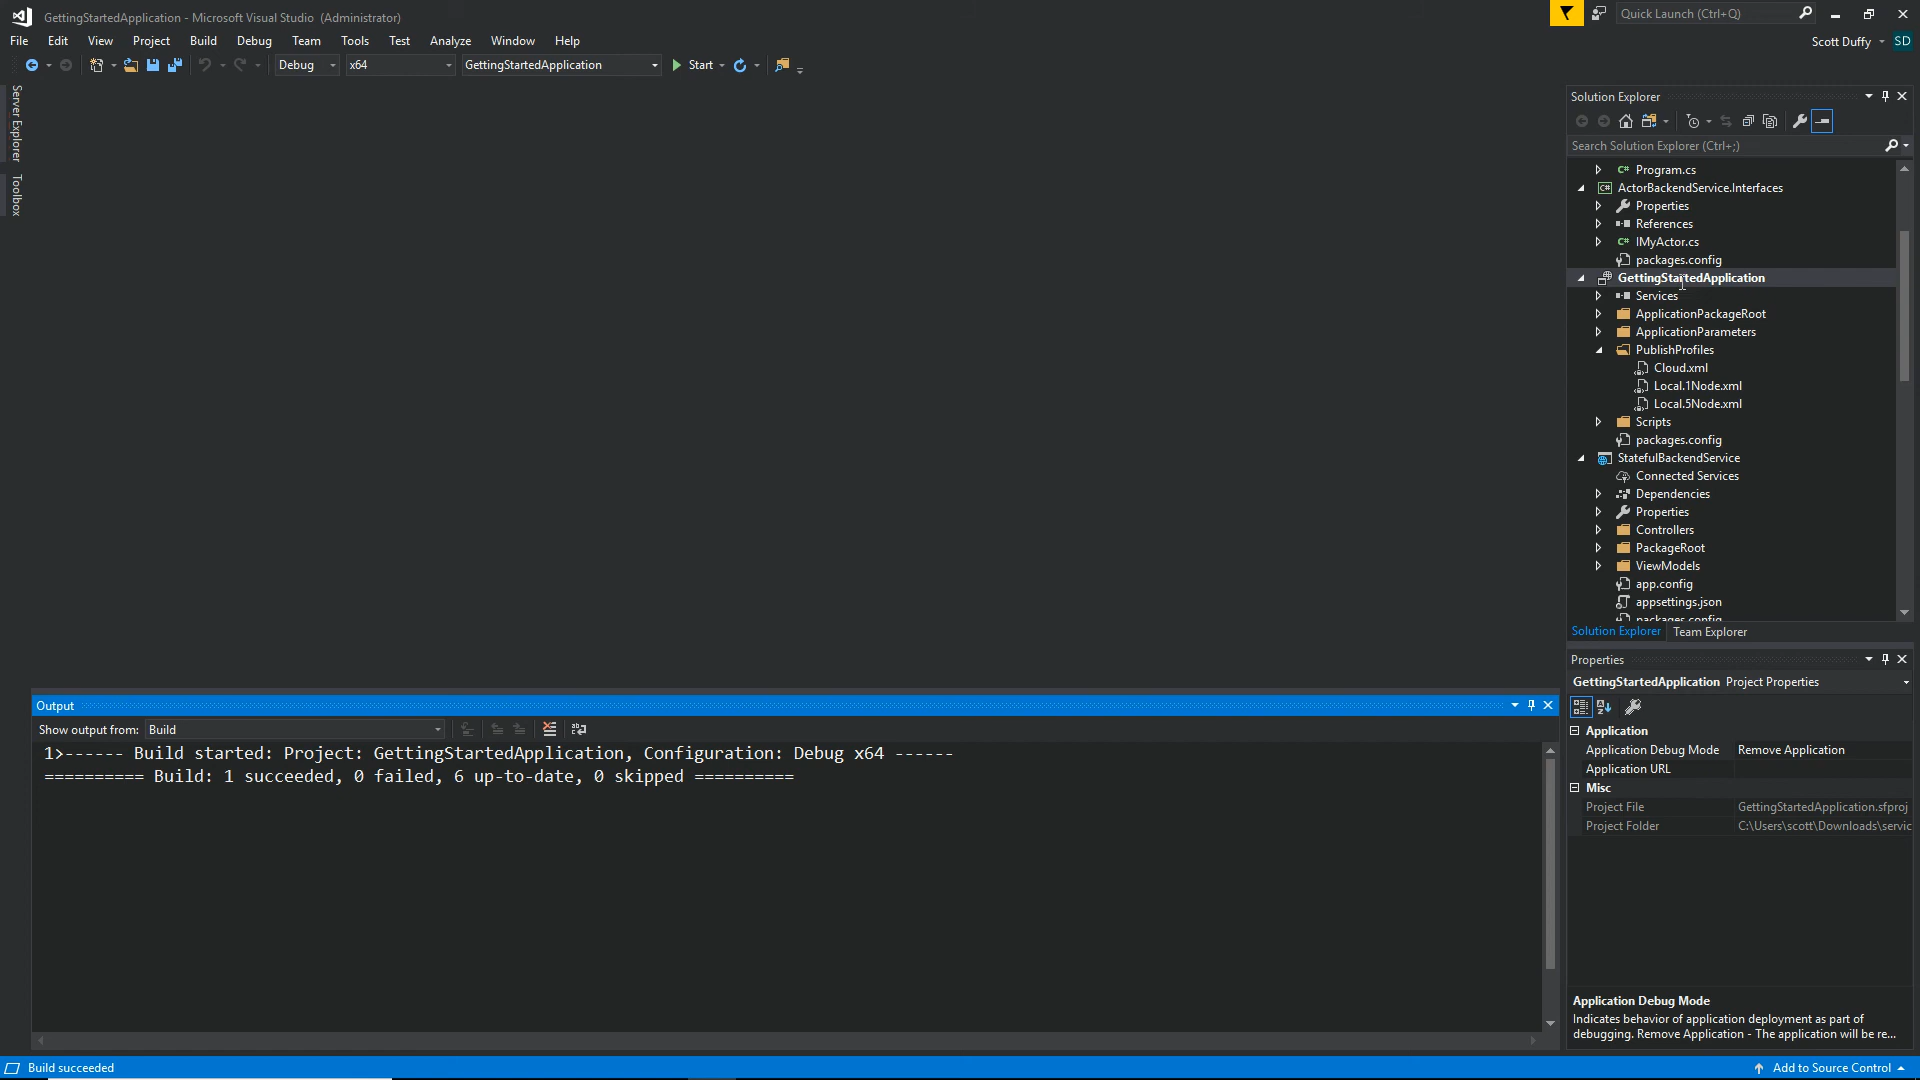 GettingStartedApplication - Microsoft Visual Studio (Administrator)
Quick Launch (Ctrl+Q)
File Edit View Project Build Debug Team Tools Test Analyze Window Help
Scott Duffy SD
Debug x64 GettingStartedApplication Start
Server Explorer
Toolbox
Solution Explorer
Search Solution Explorer (Ctrl+;)
C# Program.cs
C# ActorBackendService.Interfaces
Properties
References
C# IMyActor.cs
packages.config
GettingStartedApplication
Services
ApplicationPackageRoot
ApplicationParameters
PublishProfiles
Cloud.xml
Local.1Node.xml
Local.5Node.xml
Scripts
packages.config
StatefulBackendService
Connected Services
Dependencies
Properties
Controllers
PackageRoot
ViewModels
app.config
appsettings.json
packages.config
Solution Explorer Team Explorer
Properties
GettingStartedApplication Project Properties
Application
Application Debug Mode Remove Application
Application URL
Misc
Project File GettingStartedApplication.sfproj
Project Folder C:\Users\scott\Downloads\servic
Application Debug Mode
Indicates behavior of application deployment as part of
debugging. Remove Application - The application will be re...
Output
Show output from: Build
1>------ Build started: Project: GettingStartedApplication, Configuration: Debug x64 ------
========== Build: 1 succeeded, 0 failed, 6 up-to-date, 0 skipped ==========
Build succeeded
Add to Source Control